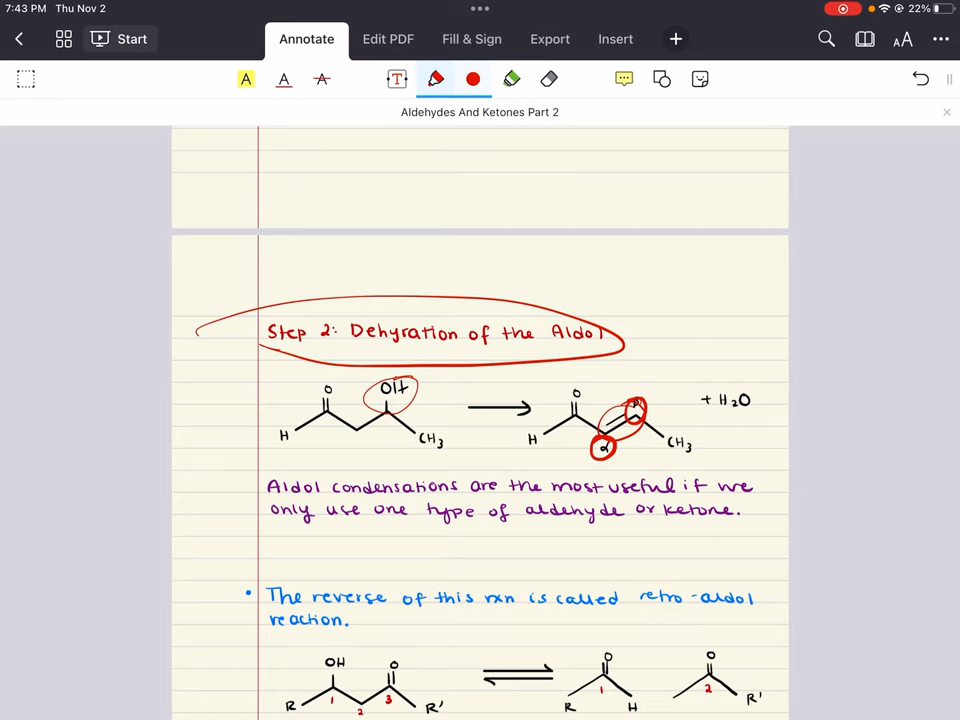 7:43 PM Thu Nov 2
22%
Start
Annotate
Edit PDF
Fill & Sign
Export
Insert
Aldehydes And Ketones Part 2
Step 2: Dehyration of the Aldol
O
OH
H
CH3
O
β
H
α
CH3
+ H2O
Aldol condensations are the most useful if we
only use one type of aldehyde or ketone.
• The reverse of this rxn is called retro-aldol
reaction.
OH
O
R
1
2
3
R'
O
1
R
H
O
2
R'